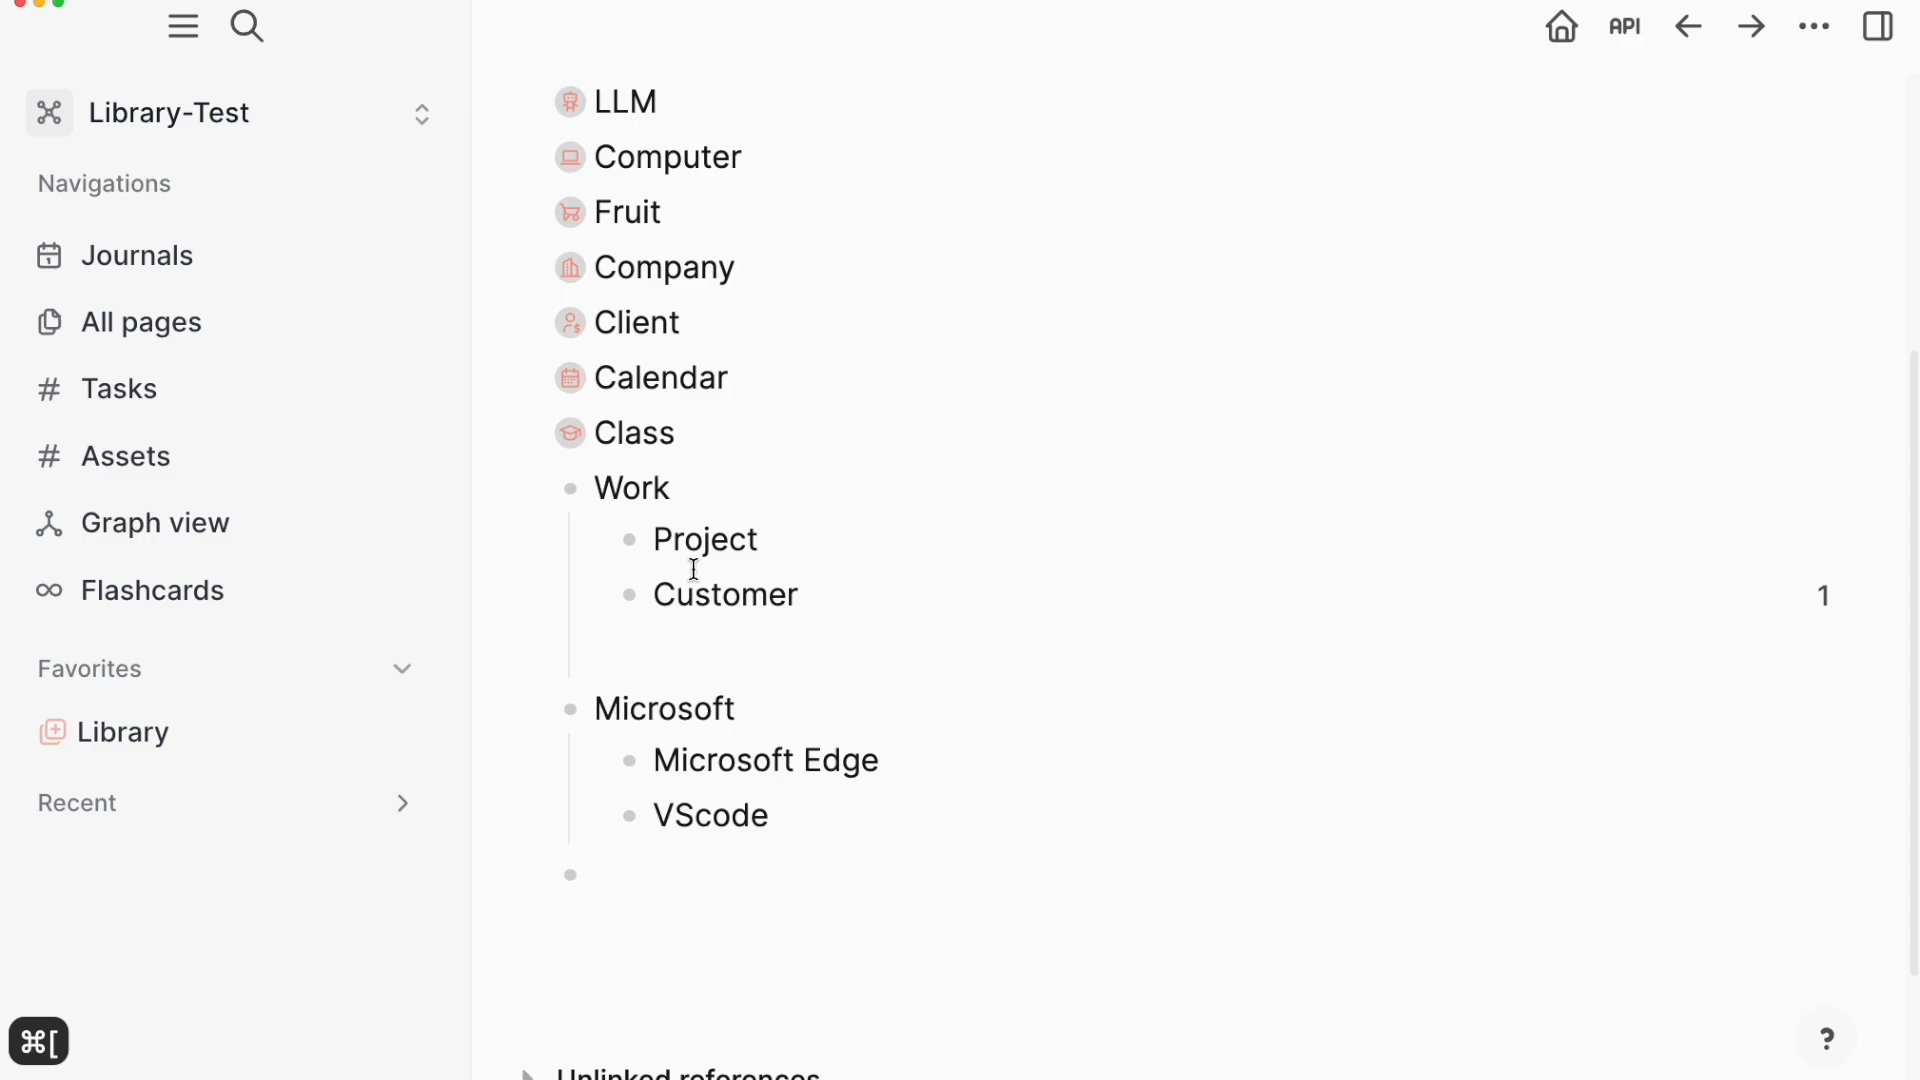 API
Library-Test
Navigations
Journals
All pages
# Tasks
# Assets
Graph view
Flashcards
Favorites
Library
Recent
⌘[
LLM
Computer
Fruit
Company
Client
Calendar
Class
Work
Project
Customer 1
Microsoft
Microsoft Edge
VScode
Unlinked references
?